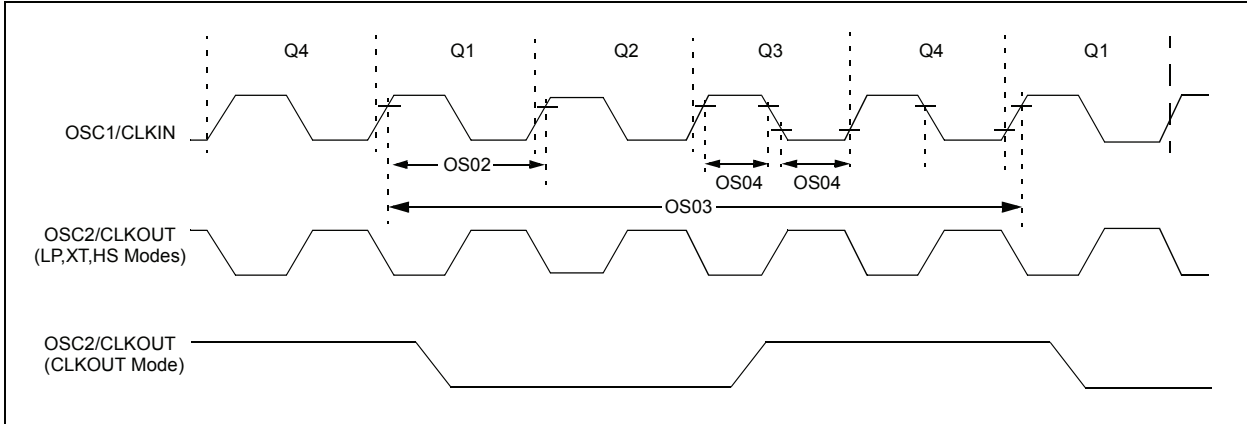 Q4 Q1 Q2 Q3 Q4 Q1
OSC1/CLKIN
OS02
OS04 OS04
OS03
OSC2/CLKOUT
(LP,XT,HS Modes)
OSC2/CLKOUT
(CLKOUT Mode)